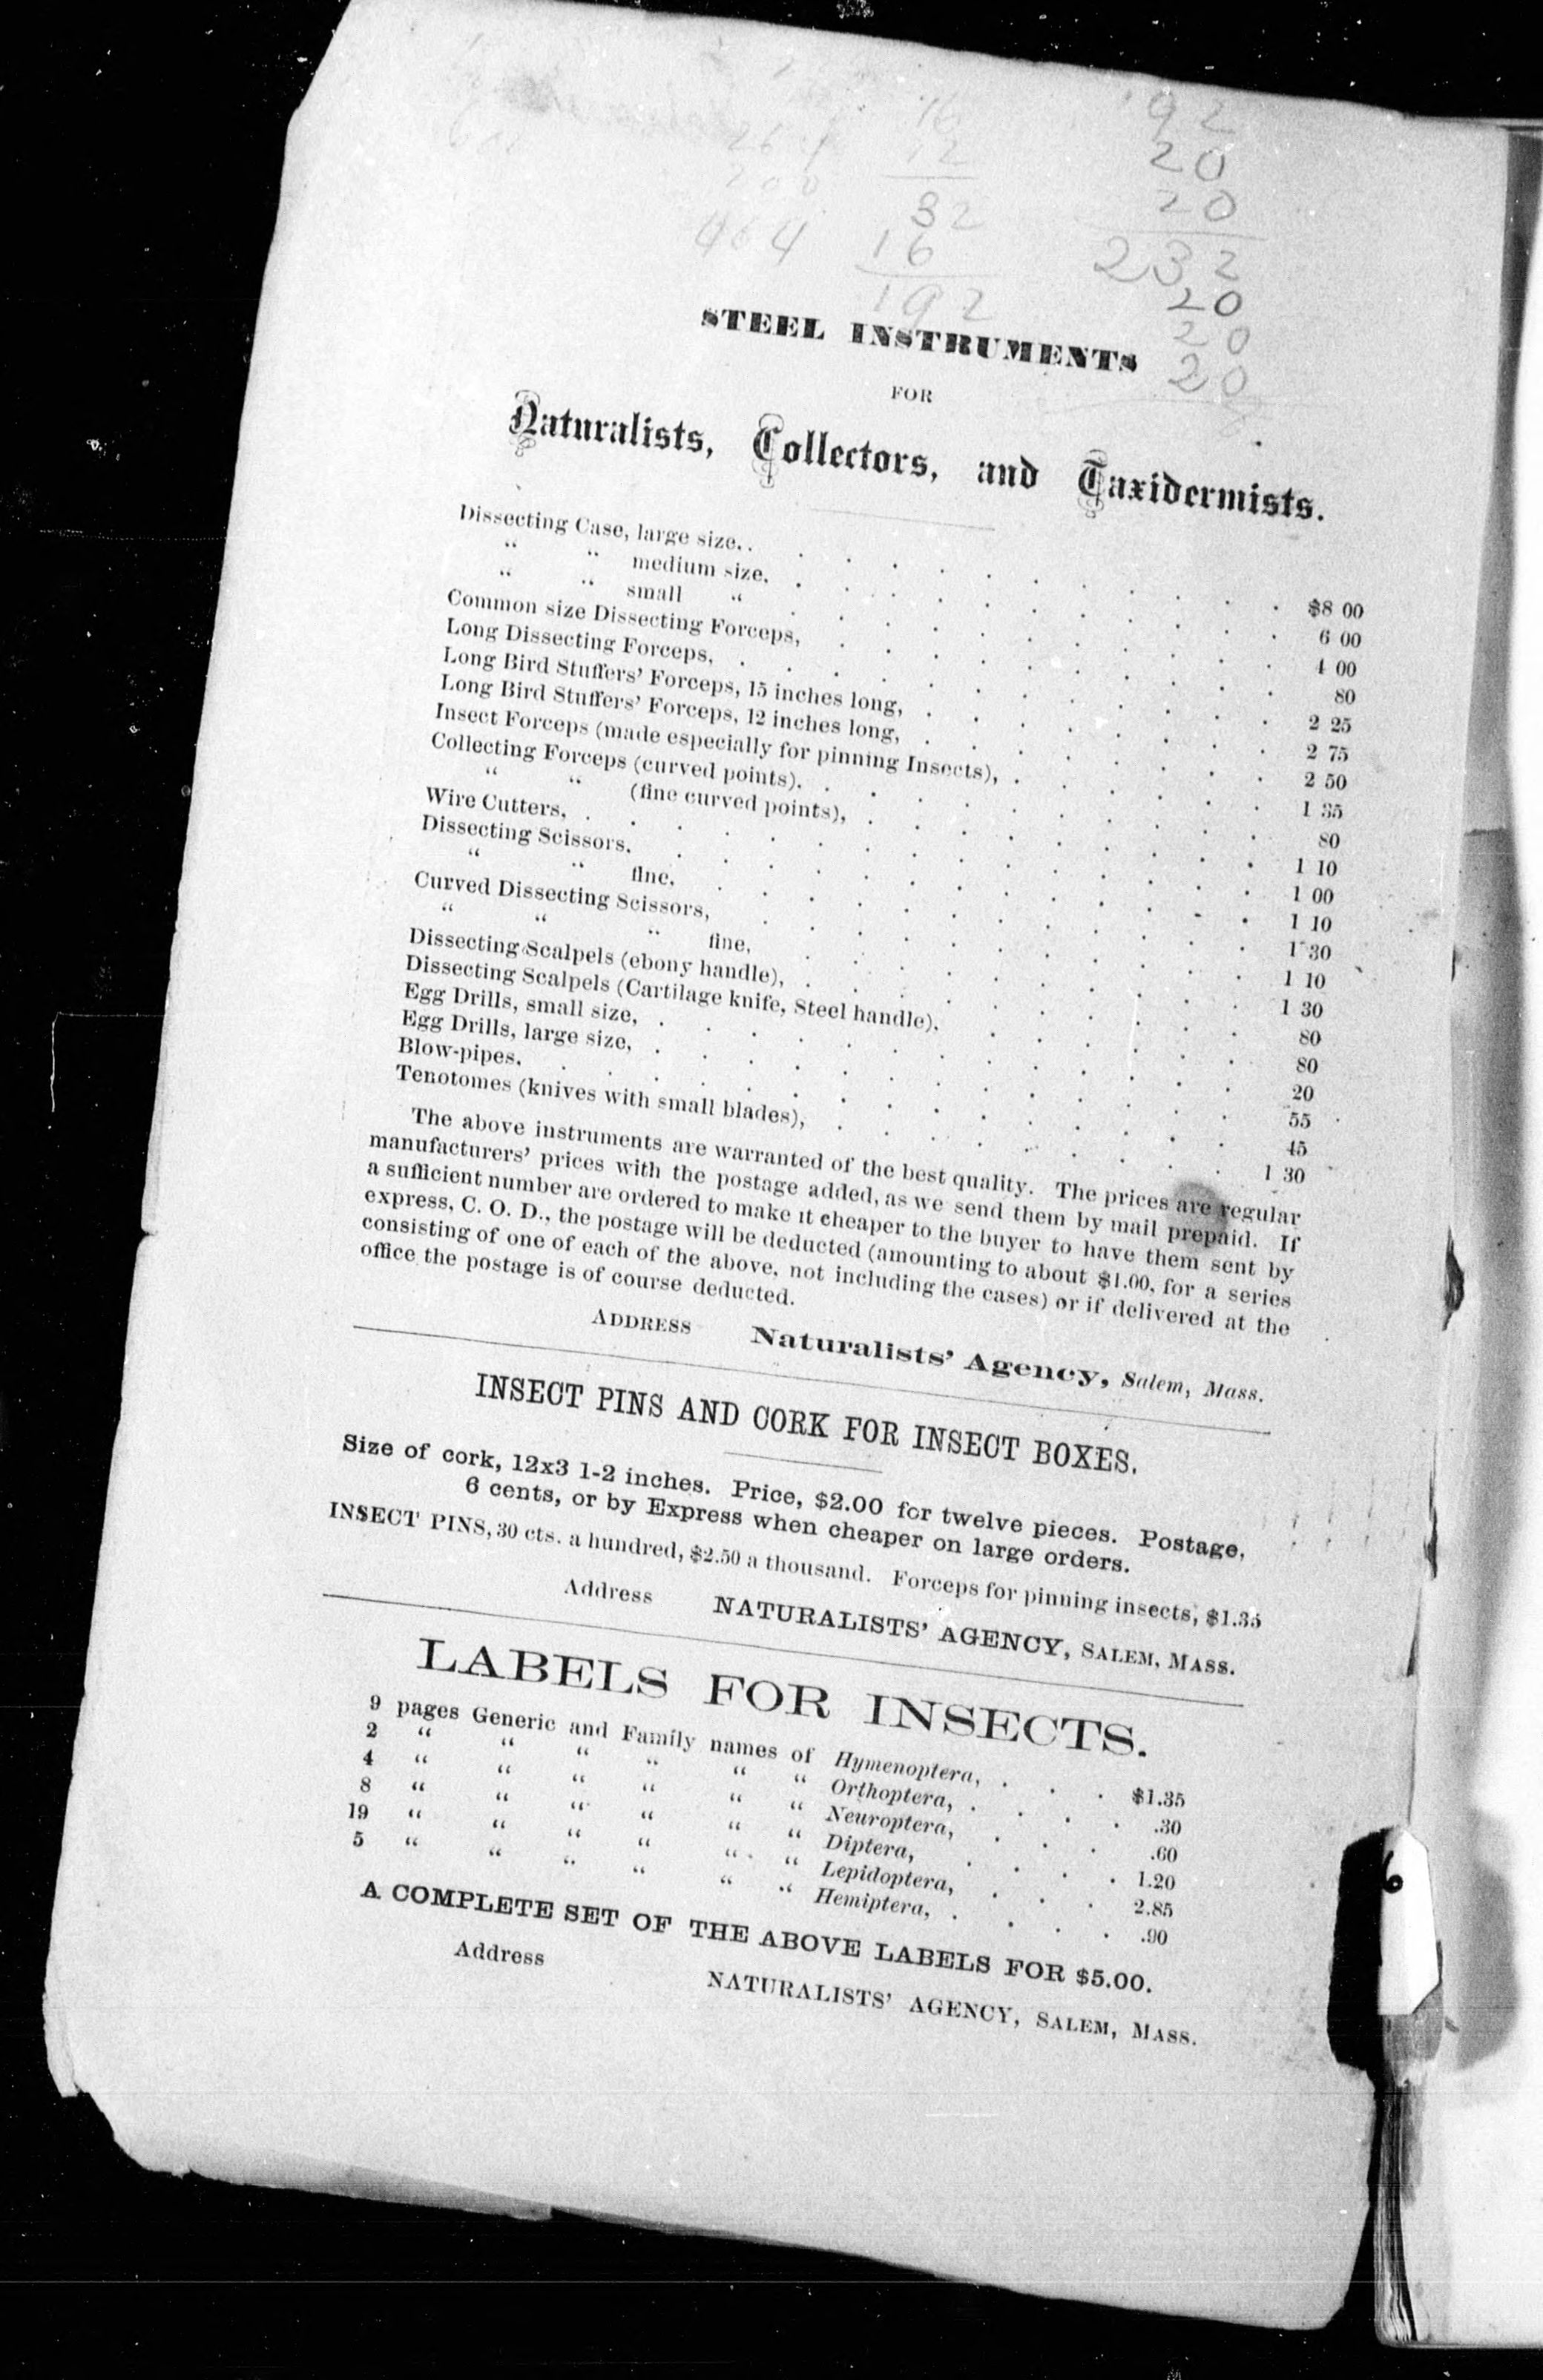 16
12
32
16
192
464
92
20
20
232
20
20
20
STEEL INSTRUMENTS
FOR
Naturalists, Collectors, and Taxidermists.
Dissecting Case, large size. . . . . . . . . . . . . $8 00
“ “ medium size, . . . . . . . . . . . 6 00
“ “ small “ . . . . . . . . . . . 4 00
Common size Dissecting Forceps, . . . . . . . . . . 80
Long Dissecting Forceps, . . . . . . . . . . . . 2 25
Long Bird Stuffers’ Forceps, 15 inches long, . . . . . . . . 2 75
Long Bird Stuffers’ Forceps, 12 inches long, . . . . . . . . 2 50
Insect Forceps (made especially for pinning Insects), . . . . . . 1 35
Collecting Forceps (curved points). . . . . . . . . . . 80
“ “ (fine curved points), . . . . . . . . . 1 10
Wire Cutters, . . . . . . . . . . . . . . . 1 00
Dissecting Scissors, . . . . . . . . . . . . . 1 10
“ “ fine, . . . . . . . . . . . . 1 30
Curved Dissecting Scissors, . . . . . . . . . . . 1 10
“ “ “ fine, . . . . . . . . . . 1 30
Dissecting Scalpels (ebony handle), . . . . . . . . . . 80
Dissecting Scalpels (Cartilage knife, Steel handle), . . . . . . . 80
Egg Drills, small size, . . . . . . . . . . . . . 20
Egg Drills, large size, . . . . . . . . . . . . . 55
Blow-pipes, . . . . . . . . . . . . . . . 45
Tenotomes (knives with small blades), . . . . . . . . . 1 30
The above instruments are warranted of the best quality. The prices are regular
manufacturers’ prices with the postage added, as we send them by mail prepaid. If
a sufficient number are ordered to make it cheaper to the buyer to have them sent by
express, C. O. D., the postage will be deducted (amounting to about $1.00, for a series
consisting of one of each of the above, not including the cases) or if delivered at the
office the postage is of course deducted.
ADDRESS Naturalists’ Agency, Salem, Mass.
INSECT PINS AND CORK FOR INSECT BOXES.
Size of cork, 12x3 1-2 inches. Price, $2.00 for twelve pieces. Postage,
6 cents, or by Express when cheaper on large orders.
INSECT PINS, 30 cts. a hundred, $2.50 a thousand. Forceps for pinning insects, $1.35
Address NATURALISTS’ AGENCY, SALEM, MASS.
LABELS FOR INSECTS.
9 pages Generic and Family names of Hymenoptera, . . . $1.35
2 “ “ “ “ “ “ Orthoptera, . . . . .30
4 “ “ “ “ “ “ Neuroptera, . . . .60
8 “ “ “ “ “ “ Diptera, . . . . 1.20
19 “ “ “ “ “ “ Lepidoptera, . . . 2.85
5 “ “ “ “ “ “ Hemiptera, . . . . .90
A COMPLETE SET OF THE ABOVE LABELS FOR $5.00.
Address NATURALISTS’ AGENCY, SALEM, MASS.
6